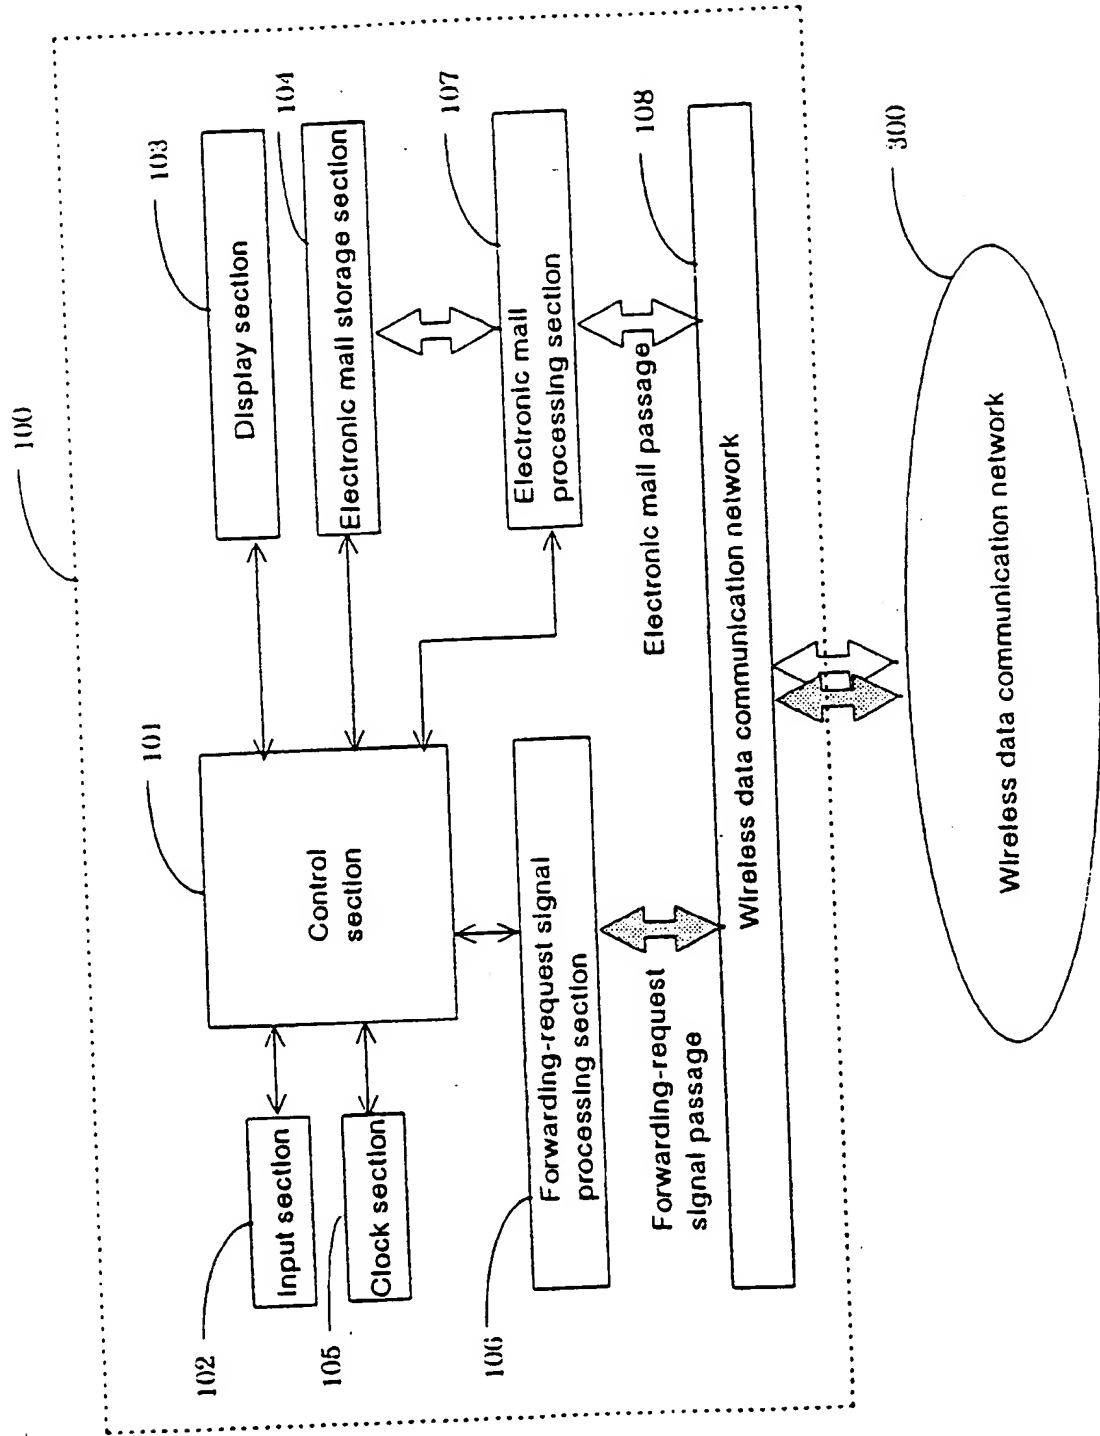 100
101
103
Display section
104
Electronic mail storage section
102
Input section
Control
section
105
Clock section
107
Electronic mail
processing section
106
Forwarding-request signal
processing section
Electronic mail passage
Forwarding-request
signal passage
108
Wireless data communication network
300
Wireless data communication network